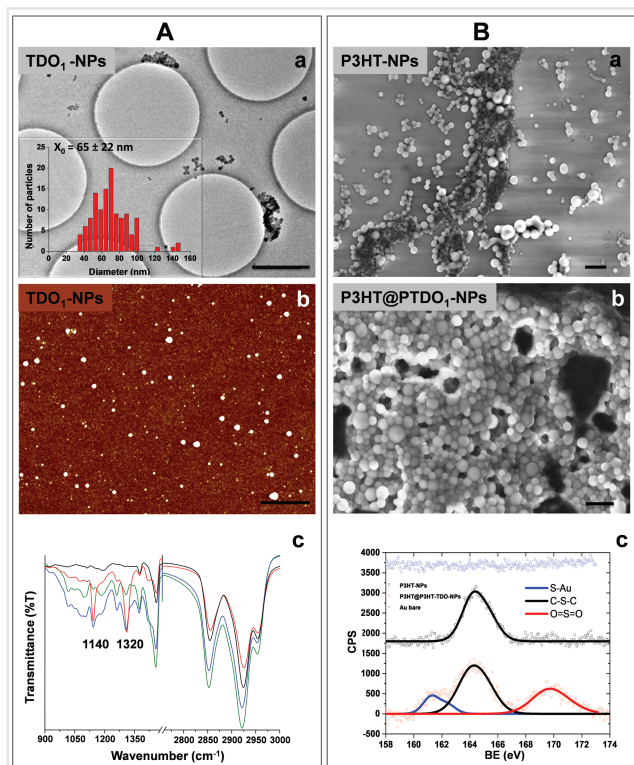 A
TDO₁ -NPs
a
X₀ = 65 ± 22 nm
Number of particles
25
20
15
10
5
0
0 20 40 60 80 100 120 140 160
Diameter (nm)
TDO₁-NPs
b
c
Transmittance (%T)
1140
1320
900 1050 1200 1350 2800 2850 2900 2950 3000
Wavenumber (cm⁻¹)
B
P3HT-NPs
a
P3HT@PTDO₁-NPs
b
c
CPS
4000
3500
3000
2500
2000
1500
1000
500
0
-500
P3HT-NPs
P3HT@P3HT-TDO-NPs
Au bare
S-Au
C-S-C
O=S=O
158 160 162 164 166 168 170 172 174
BE (eV)